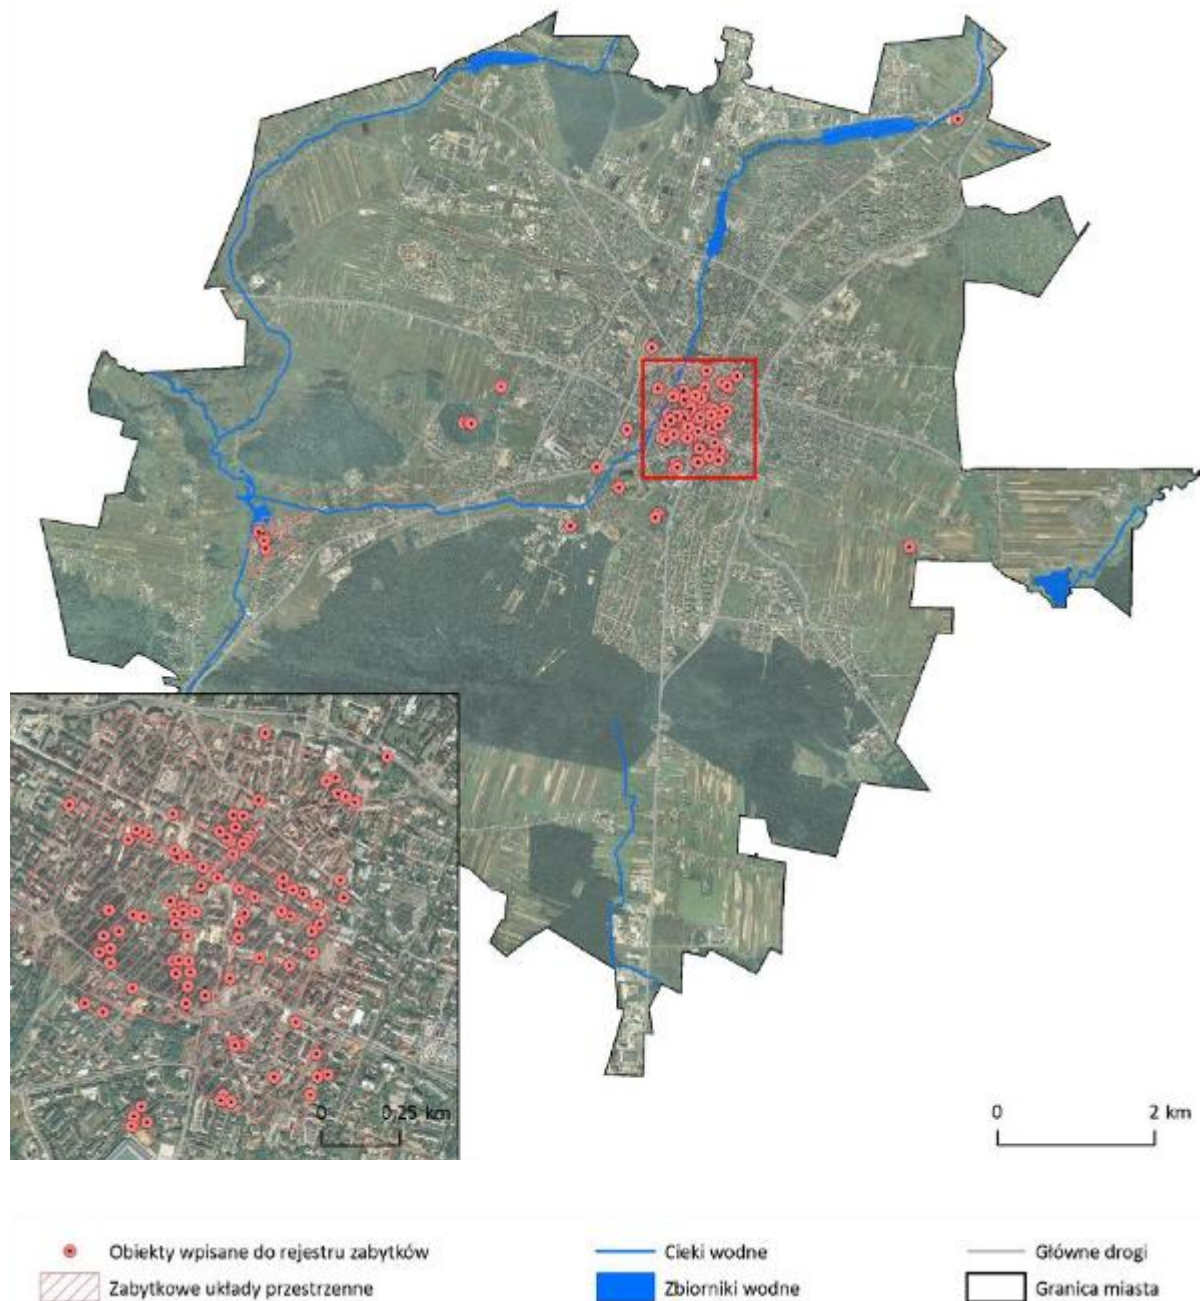 0 0,25 km
0 2 km
Obiekty wpisane do rejestru zabytków
Cieki wodne
Główne drogi
Zabytkowe układy przestrzenne
Zbiorniki wodne
Granica miasta